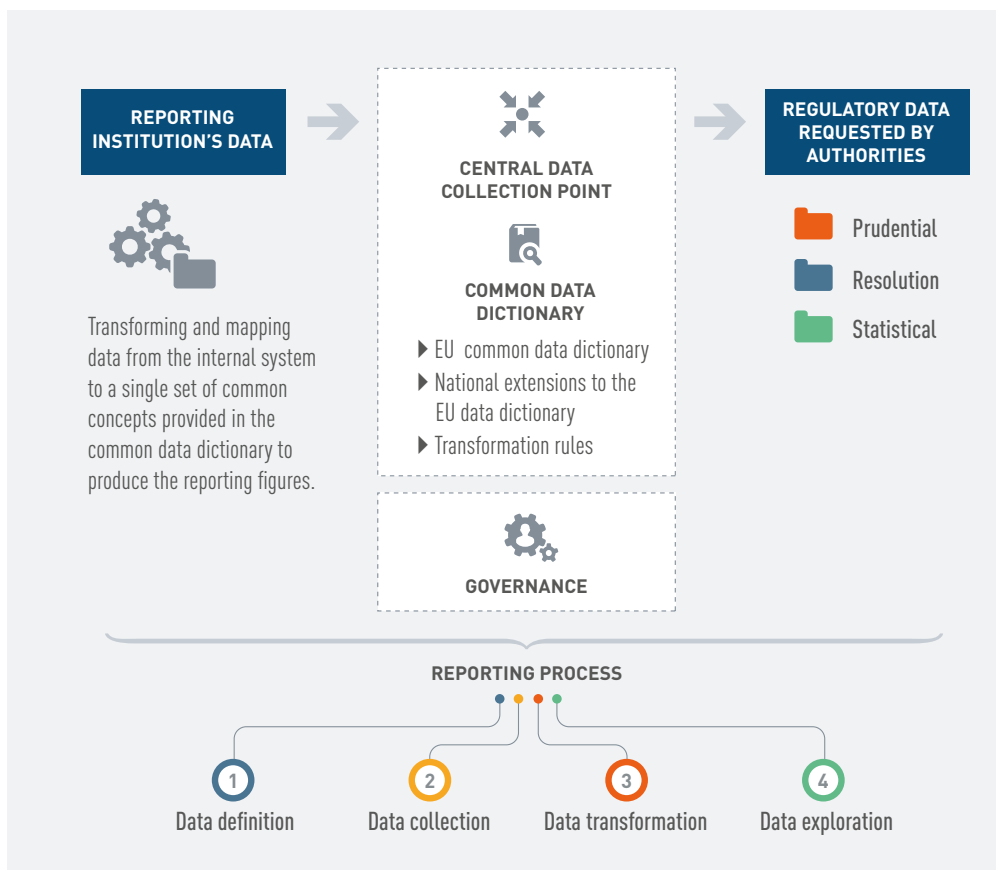 REPORTING
INSTITUTION'S DATA
Transforming and mapping
data from the internal system
to a single set of common
concepts provided in the
common data dictionary to
produce the reporting figures.
CENTRAL DATA
COLLECTION POINT
COMMON DATA
DICTIONARY
EU common data dictionary
National extensions to the
EU data dictionary
Transformation rules
GOVERNANCE
REGULATORY DATA
REQUESTED BY
AUTHORITIES
Prudential
Resolution
Statistical
REPORTING PROCESS
1
Data definition
2
Data collection
3
Data transformation
4
Data exploration